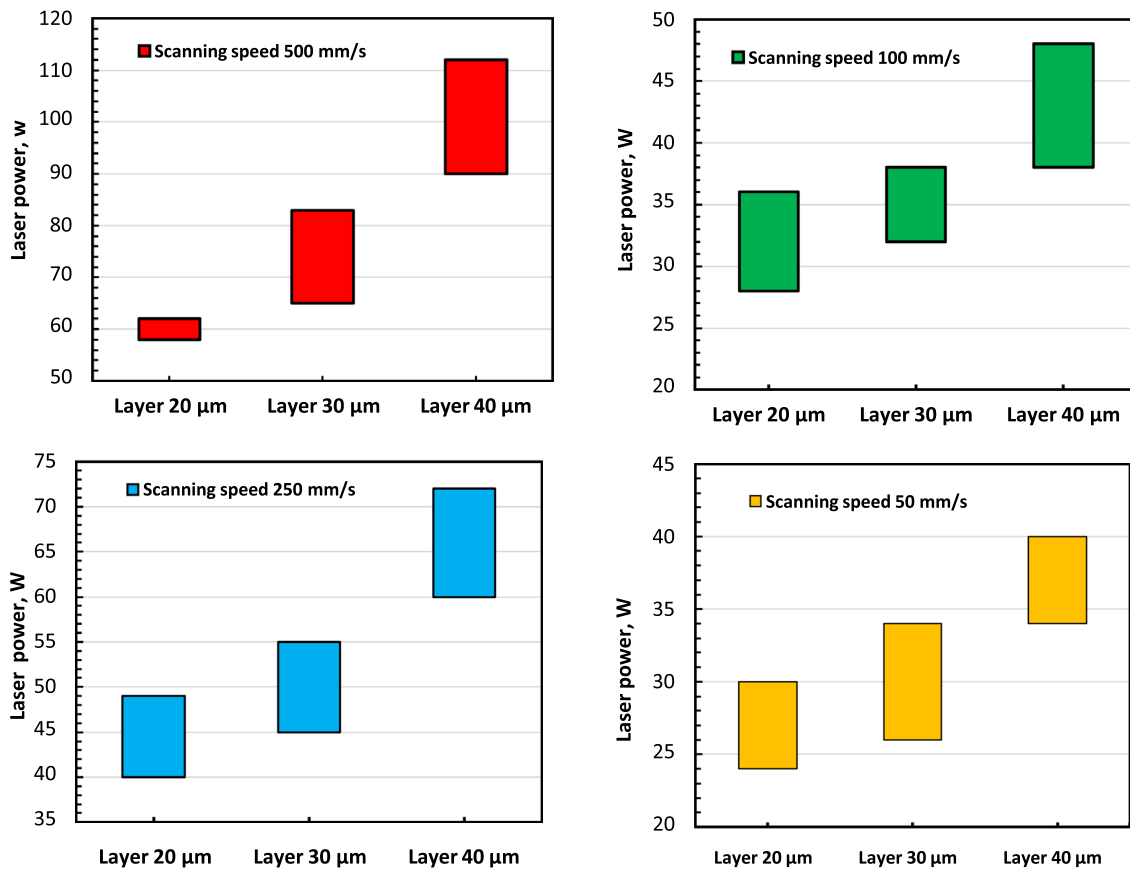 Scanning speed 500 mm/s
Laser power, w
120
110
100
90
80
70
60
50
Layer 20 µm Layer 30 µm Layer 40 µm
Scanning speed 100 mm/s
Laser power, W
50
45
40
35
30
25
20
Layer 20 µm Layer 30 µm Layer 40 µm
Scanning speed 250 mm/s
Laser power, W
75
70
65
60
55
50
45
40
35
Layer 20 µm Layer 30 µm Layer 40 µm
Scanning speed 50 mm/s
Laser power, W
45
40
35
30
25
20
Layer 20 µm Layer 30 µm Layer 40 µm